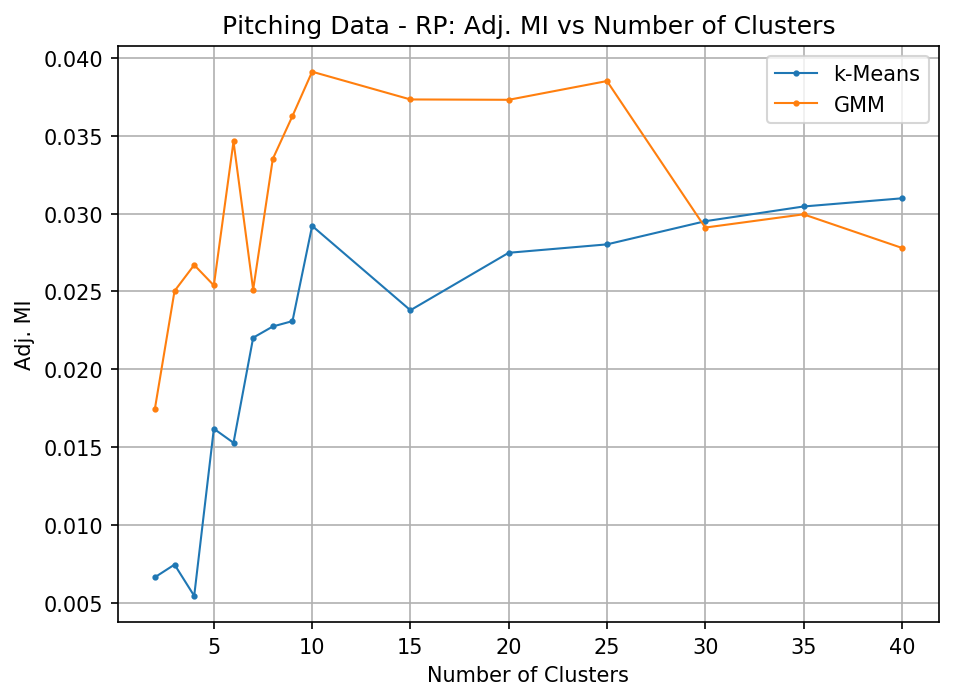 Pitching Data - RP: Adj. MI vs Number of Clusters
k-Means
GMM
Adj. MI
0.040
0.035
0.030
0.025
0.020
0.015
0.010
0.005
5 10 15 20 25 30 35 40
Number of Clusters